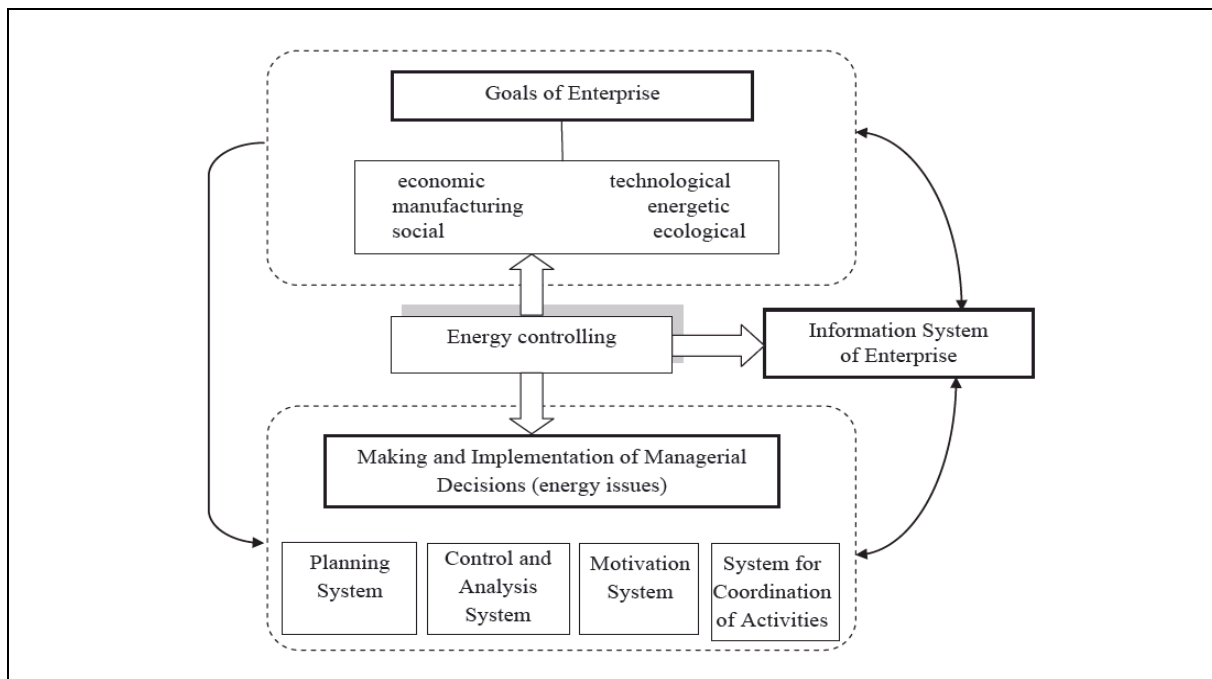 Goals of Enterprise
economic technological
manufacturing energetic
social ecological
Energy controlling
Information System
of Enterprise
Making and Implementation of Managerial
Decisions (energy issues)
Planning
System
Control and
Analysis
System
Motivation
System
System for
Coordination
of Activities